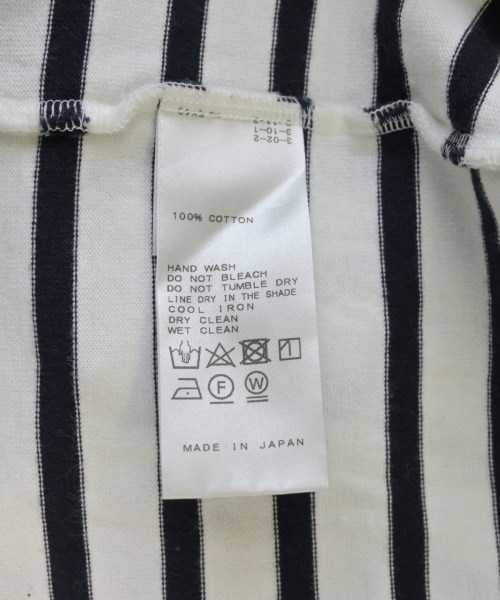 3-10-1
3-02-2
100% COTTON
HAND WASH
DO NOT BLEACH
DO NOT TUMBLE DRY
LINE DRY IN THE SHADE
COOL IRON
DRY CLEAN
WET CLEAN
F
W
MADE IN JAPAN